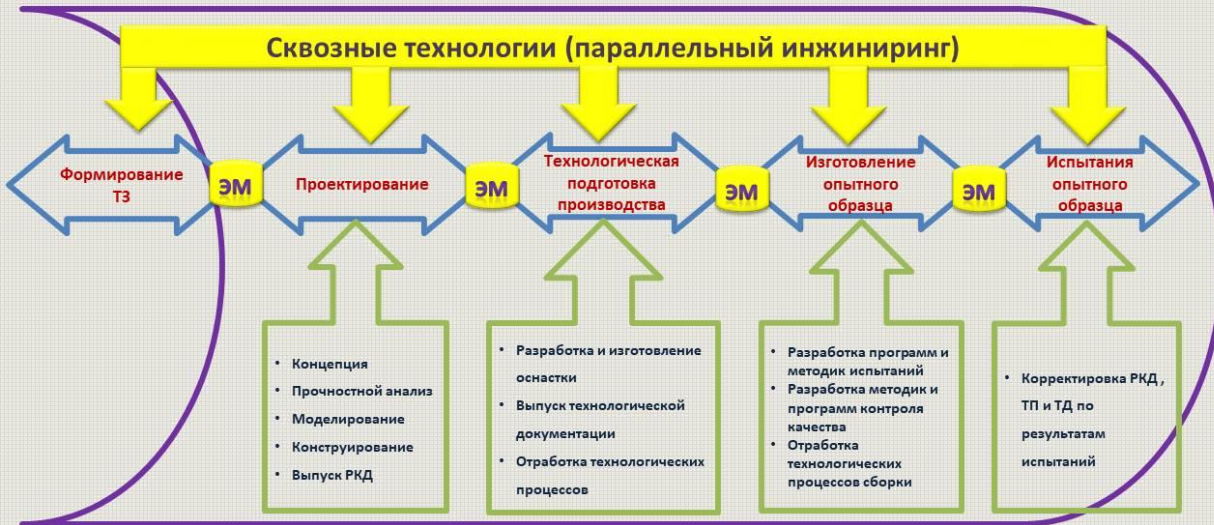 Сквозные технологии (параллельный инжиниринг)
Формирование
ТЗ
ЭМ
Проектирование
ЭМ
Технологическая
подготовка
производства
ЭМ
Изготовление
опытного
образца
ЭМ
Испытания
опытного
образца
• Концепция
• Прочностной анализ
• Моделирование
• Конструирование
• Выпуск РКД
• Разработка и изготовление
оснастки
• Выпуск технологической
документации
• Отработка технологических
процессов
• Разработка программ и
методик испытаний
• Разработка методик и
программ контроля
качества
• Отработка
технологических
процессов сборки
• Корректировка РКД ,
ТП и ТД по
результатам
испытаний